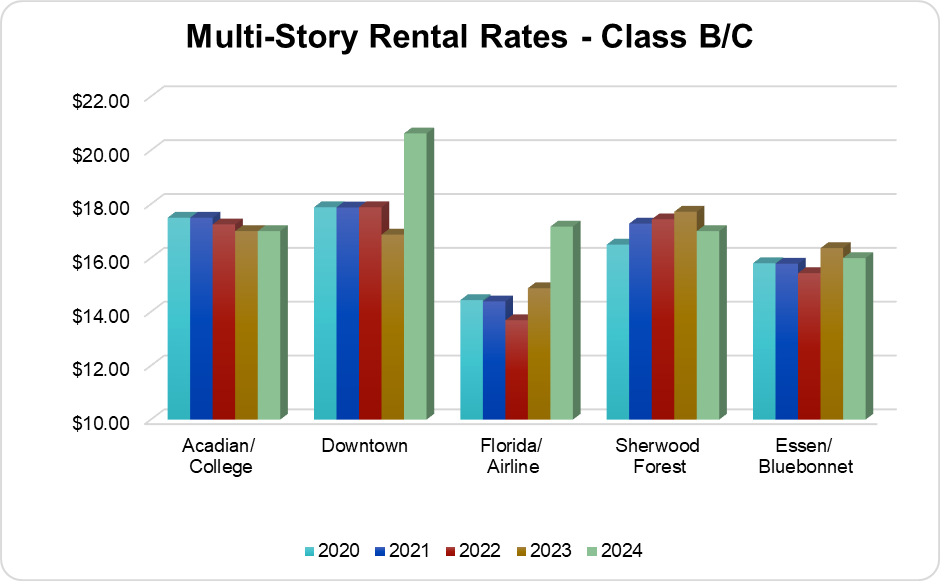 Multi-Story Rental Rates - Class B/C
$22.00
$20.00
$18.00
$16.00
$14.00
$12.00
$10.00
Acadian/
College
Downtown
Florida/
Airline
Sherwood
Forest
Essen/
Bluebonnet
2020 2021 2022 2023 2024